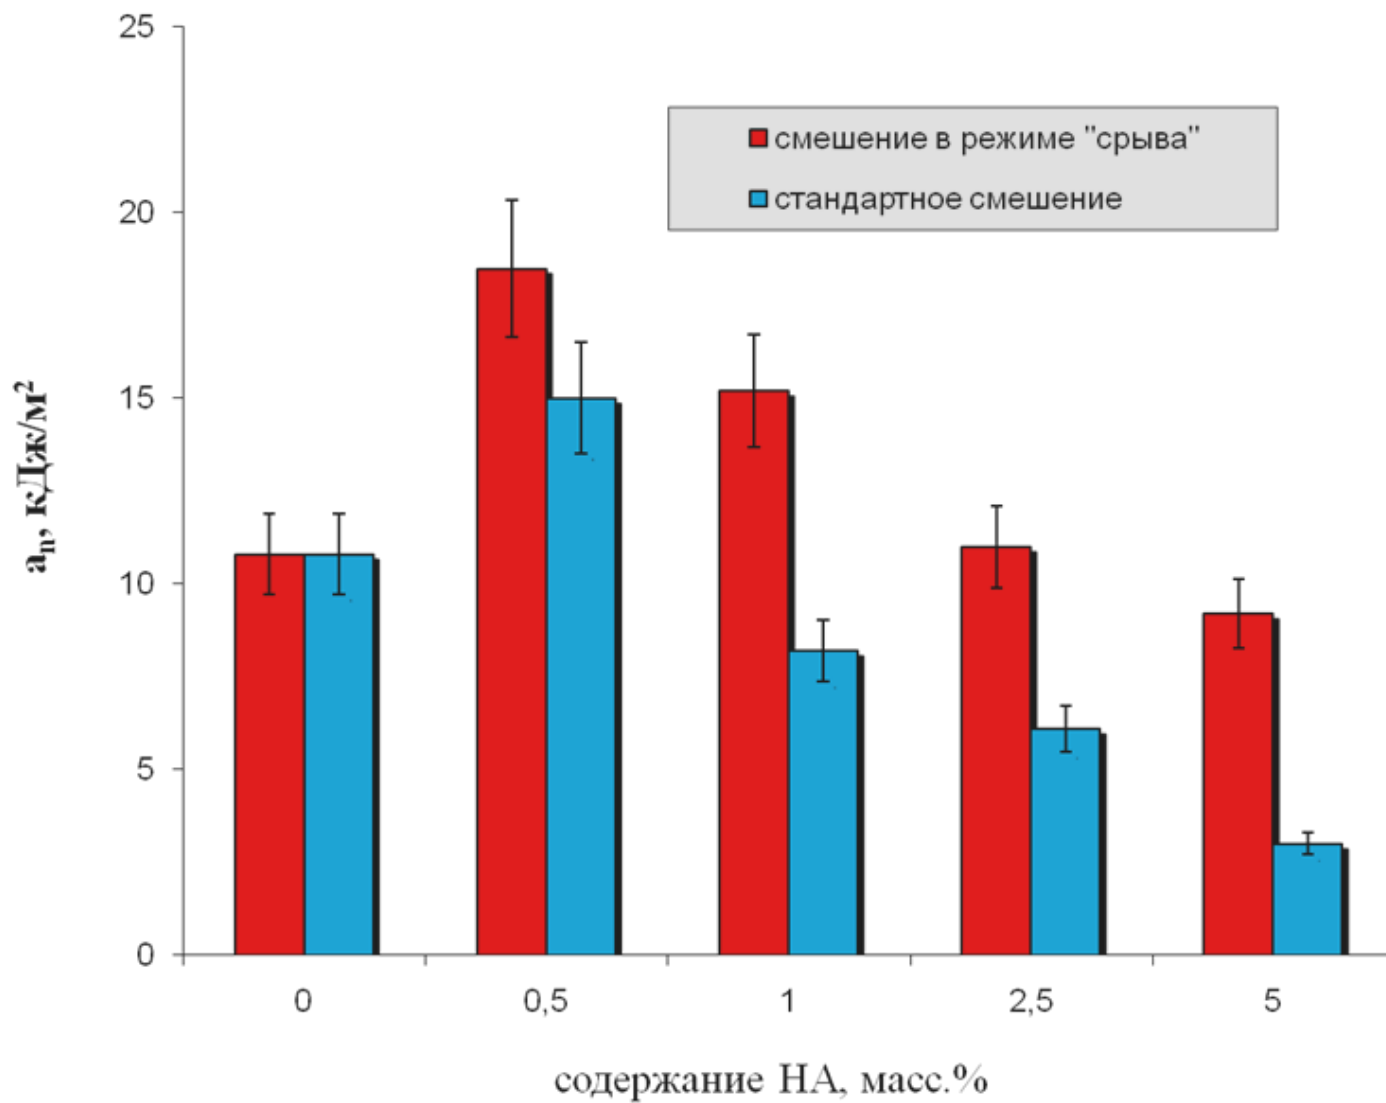 25
20
15
10
5
0
aₙ, кДж/м²
смешение в режиме "срыва"
стандартное смешение
0 0,5 1 2,5 5
содержание НА, масс.%